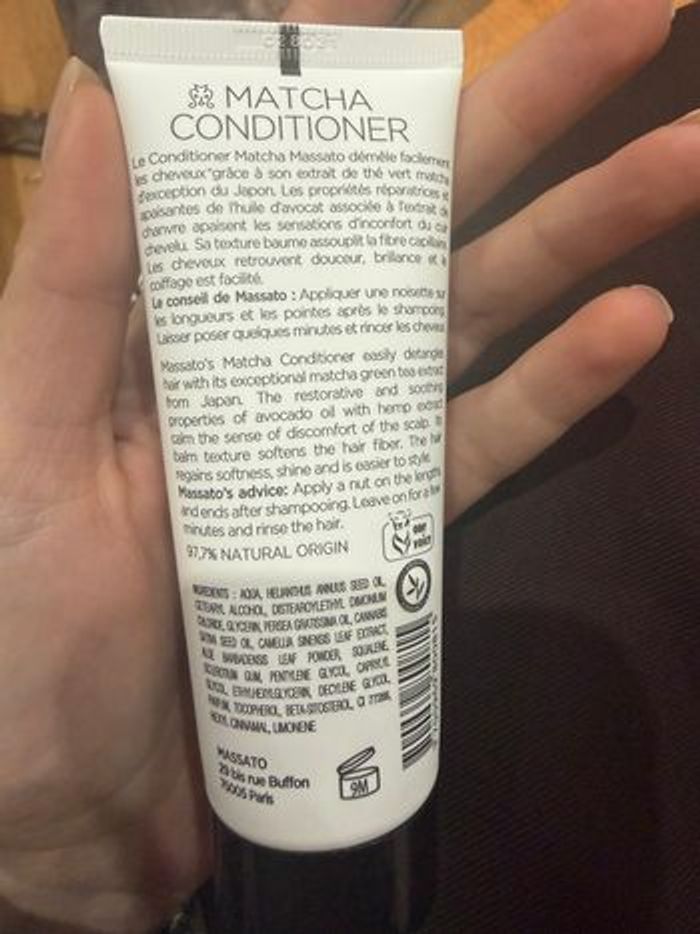 MATCHA
CONDITIONER
Le Conditioner Matcha Massato démêle facilement
les cheveux grâce à son extrait de thé vert matcha
d'exception du Japon. Les propriétés réparatrices et
apaisantes de l'huile d'avocat associée à l'extrait de
chanvre apaisent les sensations d'inconfort du cuir
chevelu. Sa texture baume assouplit la fibre capillaire.
Les cheveux retrouvent douceur, brillance et le
coiffage est facilité.
Le conseil de Massato : Appliquer une noisette sur
les longueurs et les pointes après le shampoing.
Laisser poser quelques minutes et rincer les cheveux
Massato's Matcha Conditioner easily detangles
hair with its exceptional matcha green tea extract
from Japan. The restorative and soothing
properties of avocado oil with hemp extract
calm the sense of discomfort of the scalp. Its
balm texture softens the hair fiber. The hair
regains softness, shine and is easier to style.
Massato's advice: Apply a nut on the lengths
and ends after shampooing. Leave on for a few
minutes and rinse the hair.
97,7% NATURAL ORIGIN
INGREDIENTS : AQUA, HELIANTHUS ANNUUS SEED OIL,
CETEARYL ALCOHOL, DISTEAROYLETHYL DIMONIUM
CHLORIDE, GLYCERIN, PERSEA GRATISSIMA OIL, CANNABIS
SATIVA SEED OIL, CAMELLIA SINENSIS LEAF EXTRACT,
ALOE BARBADENSIS LEAF POWDER, SQUALENE,
SCLEROTIUM GUM, PENTYLENE GLYCOL, CAPRYLYL
GLYCOL, ETHYLHEXYLGLYCERIN, DECYLENE GLYCOL,
PARFUM, TOCOPHEROL, BETA-SITOSTEROL, CI 77288,
HEXYL CINNAMAL, LIMONENE
MASSATO
29 bis rue Buffon
75005 Paris
9M